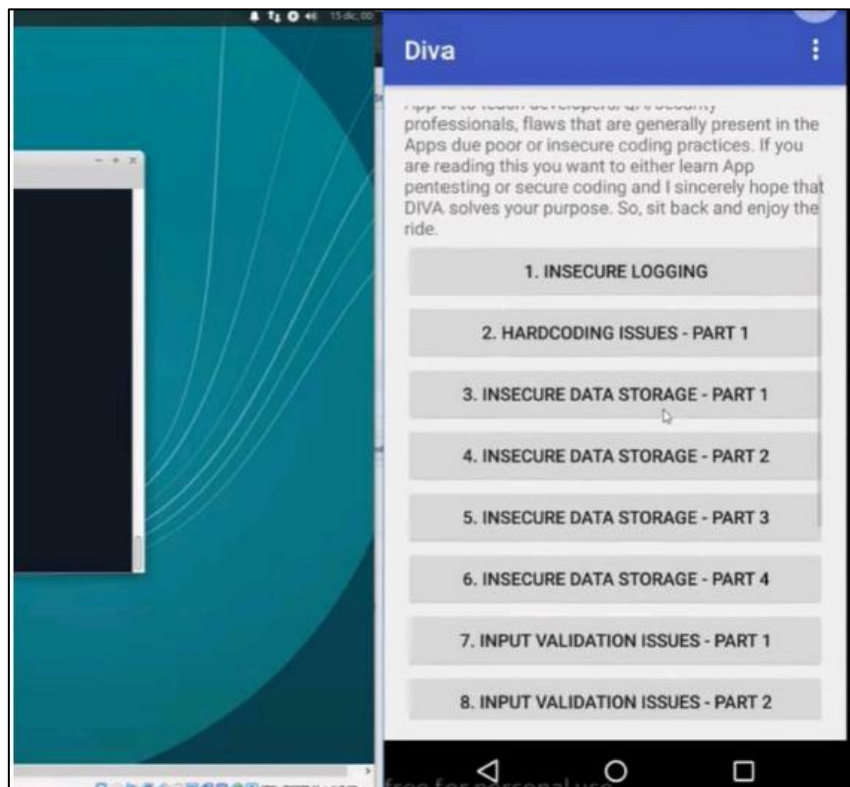 15 dic, 00
Diva
professionals, flaws that are generally present in the
Apps due poor or insecure coding practices. If you
are reading this you want to either learn App
pentesting or secure coding and I sincerely hope that
DIVA solves your purpose. So, sit back and enjoy the
ride.
1. INSECURE LOGGING
2. HARDCODING ISSUES - PART 1
3. INSECURE DATA STORAGE - PART 1
4. INSECURE DATA STORAGE - PART 2
5. INSECURE DATA STORAGE - PART 3
6. INSECURE DATA STORAGE - PART 4
7. INPUT VALIDATION ISSUES - PART 1
8. INPUT VALIDATION ISSUES - PART 2
free for personal use